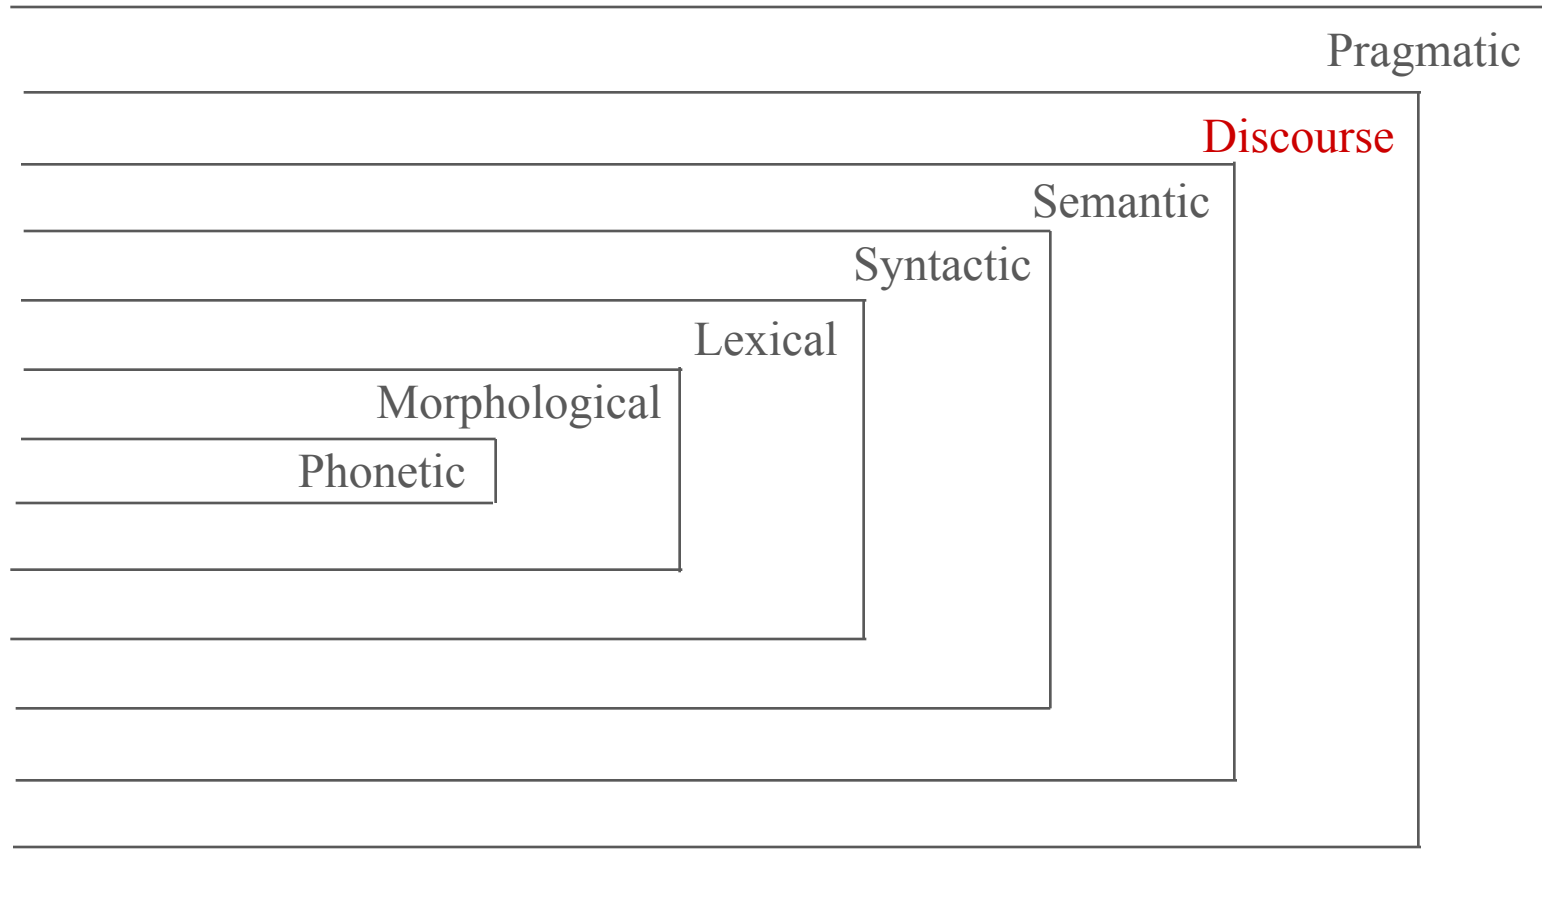 Pragmatic
Discourse
Semantic
Syntactic
Lexical
Morphological
Phonetic